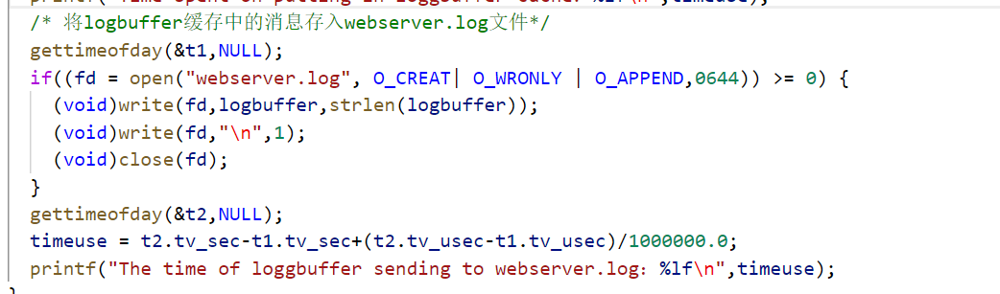 /* 将logbuffer缓存中的消息存入webserver.log文件*/
gettimeofday(&t1,NULL);
if((fd = open("webserver.log", O_CREAT| O_WRONLY | O_APPEND,0644)) >= 0) {
(void)write(fd,logbuffer,strlen(logbuffer));
(void)write(fd,"\n",1);
(void)close(fd);
}
gettimeofday(&t2,NULL);
timeuse = t2.tv_sec-t1.tv_sec+(t2.tv_usec-t1.tv_usec)/1000000.0;
printf("The time of loggbuffer sending to webserver.log：%lf\n",timeuse);